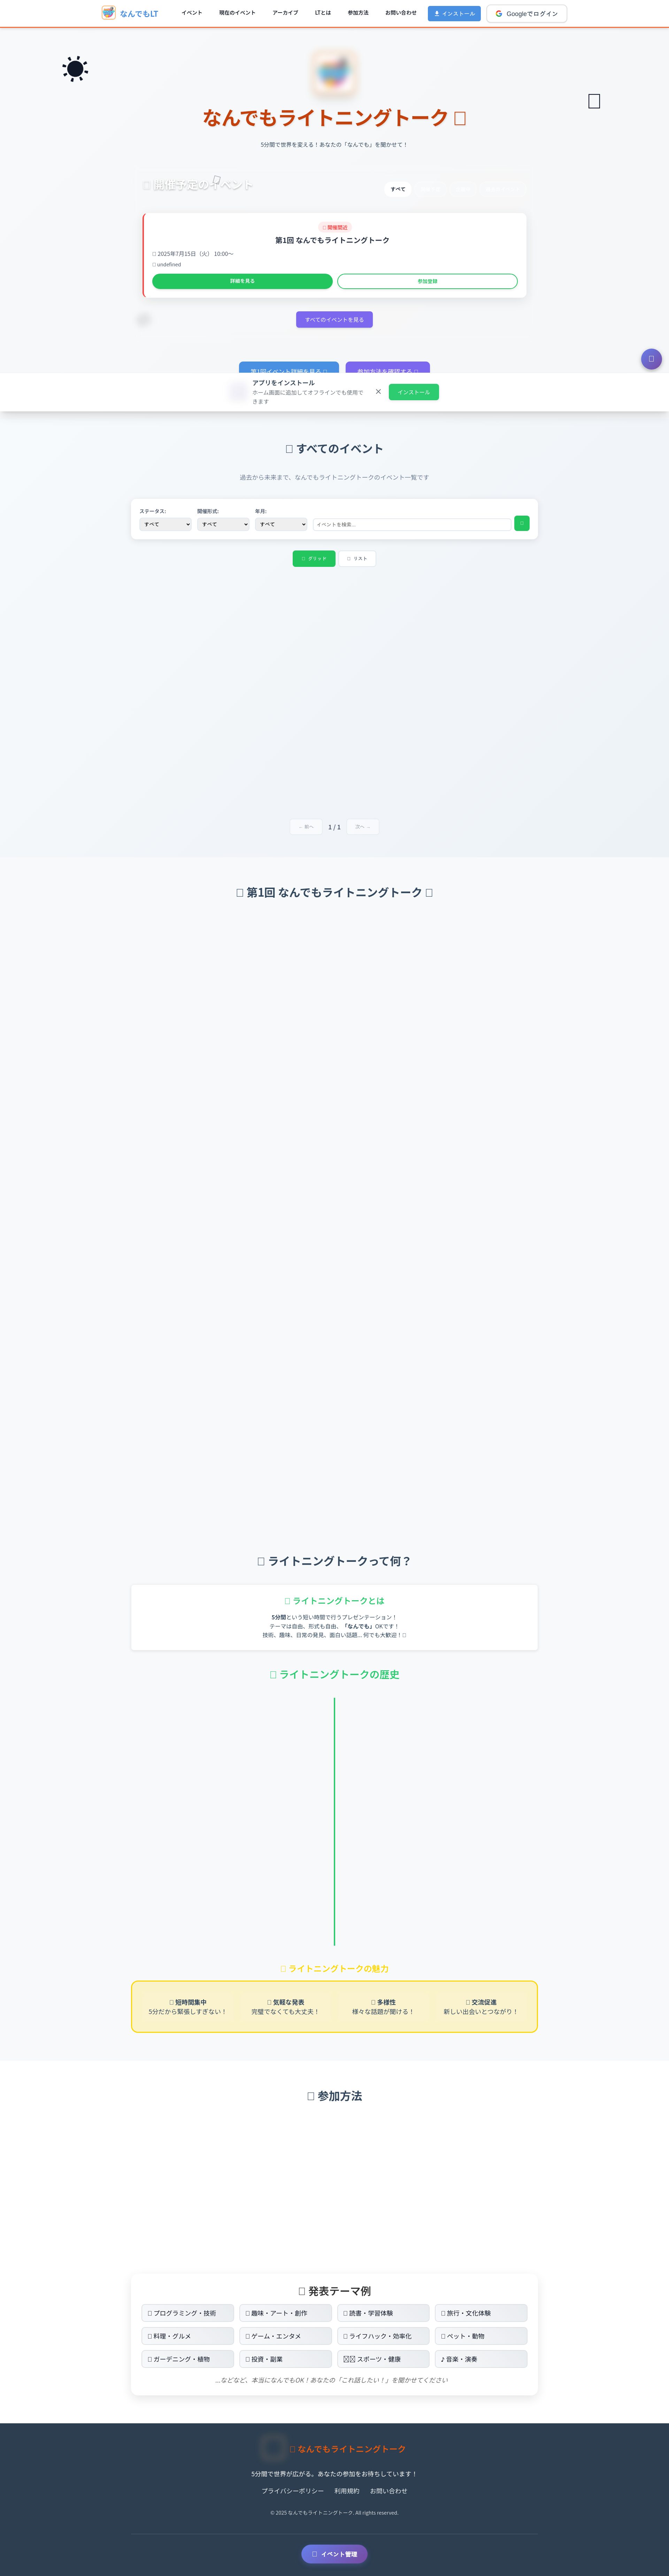 なんでもLT
イベント
現在のイベント
アーカイブ
LTとは
参加方法
お問い合わせ
インストール
Googleでログイン
なんでもライトニングトーク
5分間で世界を変える！あなたの「なんでも」を聞かせて！
開催予定のイベント
すべて
開催間近
第1回 なんでもライトニングトーク
2025年7月15日（火） 10:00〜
undefined
詳細を見る
参加登録
すべてのイベントを見る
第1回イベント詳細を見る
参加方法を確認する
アプリをインストール
ホーム画面に追加してオフラインでも使用で
きます
×
インストール
すべてのイベント
過去から未来まで、なんでもライトニングトークのイベント一覧です
ステータス:
開催形式:
年月:
すべて
すべて
すべて
イベントを検索...
グリッド
リスト
← 前へ
1 / 1
次へ →
第1回 なんでもライトニングトーク
ライトニングトークって何？
ライトニングトークとは
5分間という短い時間で行うプレゼンテーション！
テーマは自由、形式も自由、「なんでも」OKです！
技術、趣味、日常の発見、面白い話題... 何でも大歓迎！
ライトニングトークの歴史
ライトニングトークの魅力
短時間集中
5分だから緊張しすぎない！
気軽な発表
完璧でなくても大丈夫！
多様性
様々な話題が聞ける！
交流促進
新しい出会いとつながり！
参加方法
発表テーマ例
プログラミング・技術
趣味・アート・創作
読書・学習体験
旅行・文化体験
料理・グルメ
ゲーム・エンタメ
ライフハック・効率化
ペット・動物
ガーデニング・植物
投資・副業
スポーツ・健康
♪ 音楽・演奏
...などなど、本当になんでもOK！あなたの「これ話したい！」を聞かせてください
なんでもライトニングトーク
5分間で世界が広がる。あなたの参加をお待ちしています！
プライバシーポリシー
利用規約
お問い合わせ
© 2025 なんでもライトニングトーク. All rights reserved.
イベント管理